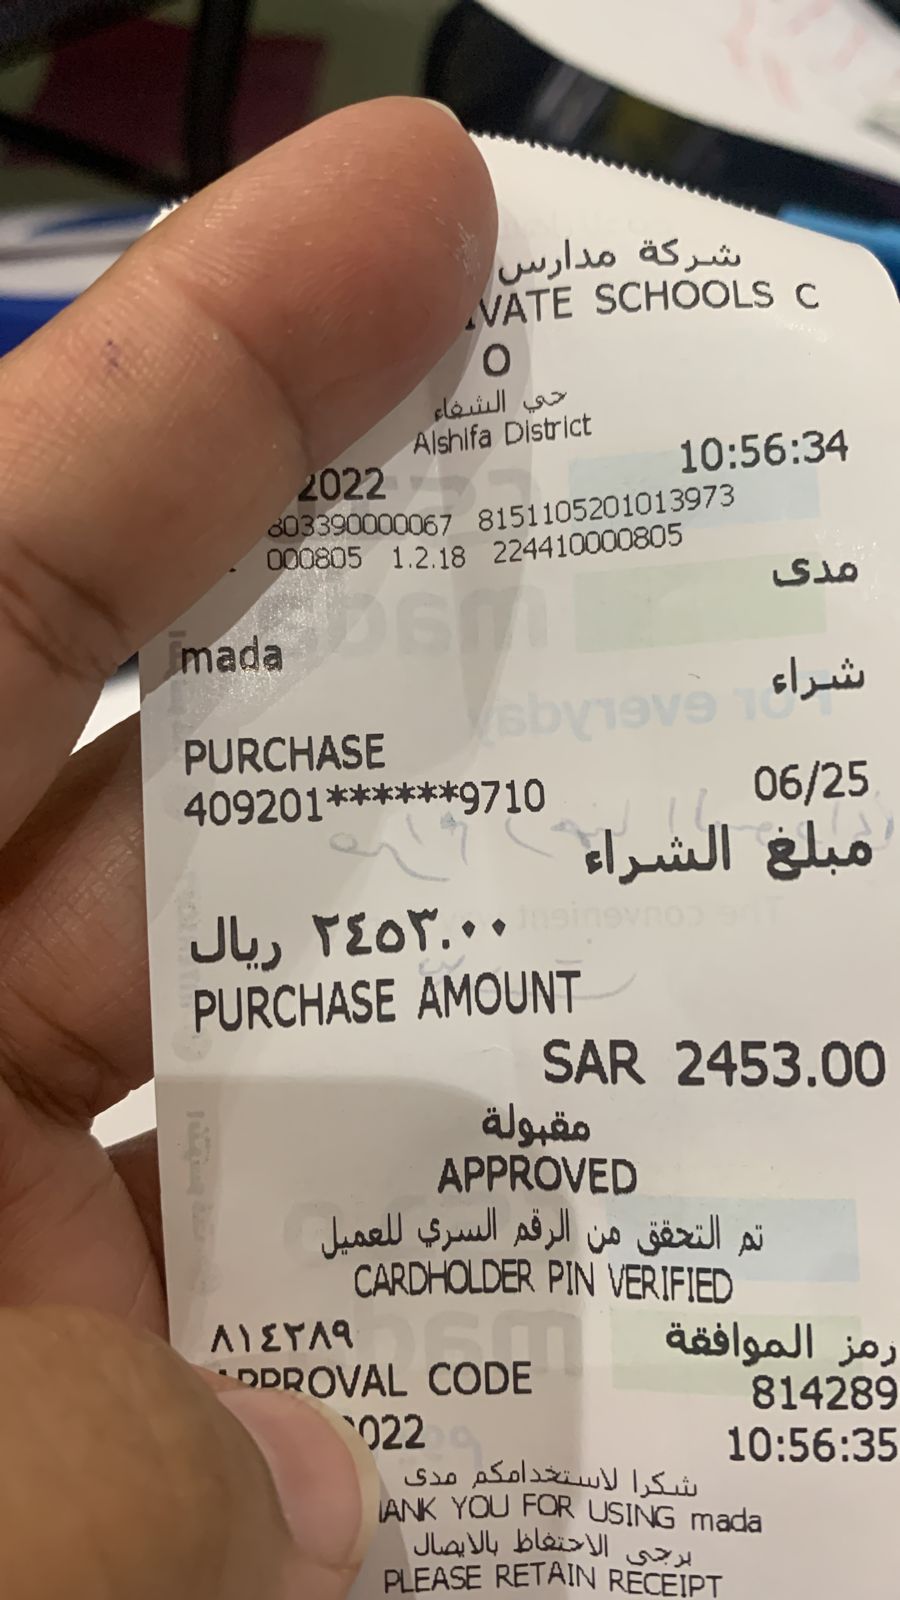 شركة مدارس
VATE SCHOOLS C
O
حي الشفاء
Alshifa District
2022 10:56:34
803390000067 8151105201013973
000805 1.2.18 224410000805
مدى
mada
شراء
PURCHASE
409201******9710 06/25
مبلغ الشراء
٢٤٥٣.٠٠ ريال
PURCHASE AMOUNT
SAR 2453.00
مقبولة
APPROVED
تم التحقق من الرقم السري للعميل
CARDHOLDER PIN VERIFIED
رمز الموافقة ٨١٤٢٨٩
APPROVAL CODE 814289
2022 10:56:35
شكرا لاستخدامكم مدى
ANK YOU FOR USING mada
يرجى الاحتفاظ بالايصال
PLEASE RETAIN RECEIPT